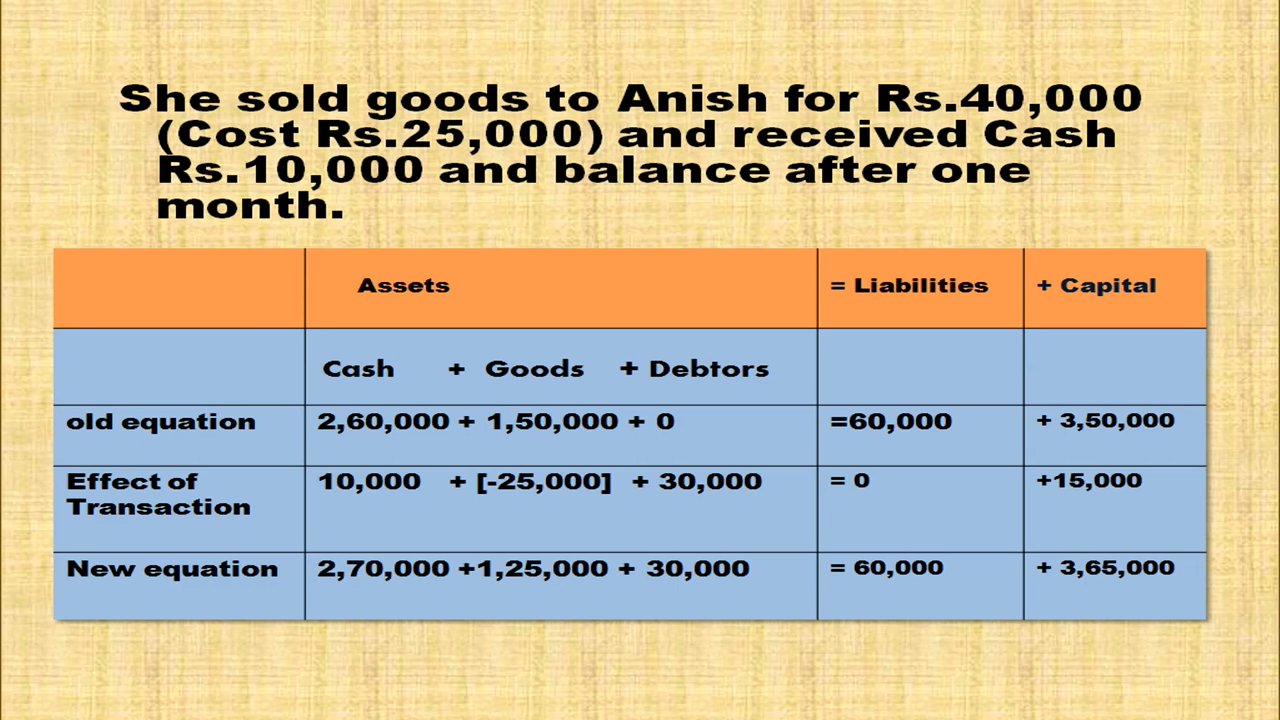 She sold goods to Anish for Rs.40,000
(Cost Rs.25,000) and received Cash
Rs.10,000 and balance after one
month.
Assets = Liabilities + Capital
Cash + Goods + Debtors
old equation 2,60,000 + 1,50,000 + 0 =60,000 + 3,50,000
Effect of
Transaction 10,000 + [-25,000] + 30,000 = 0 +15,000
New equation 2,70,000 +1,25,000 + 30,000 = 60,000 + 3,65,000